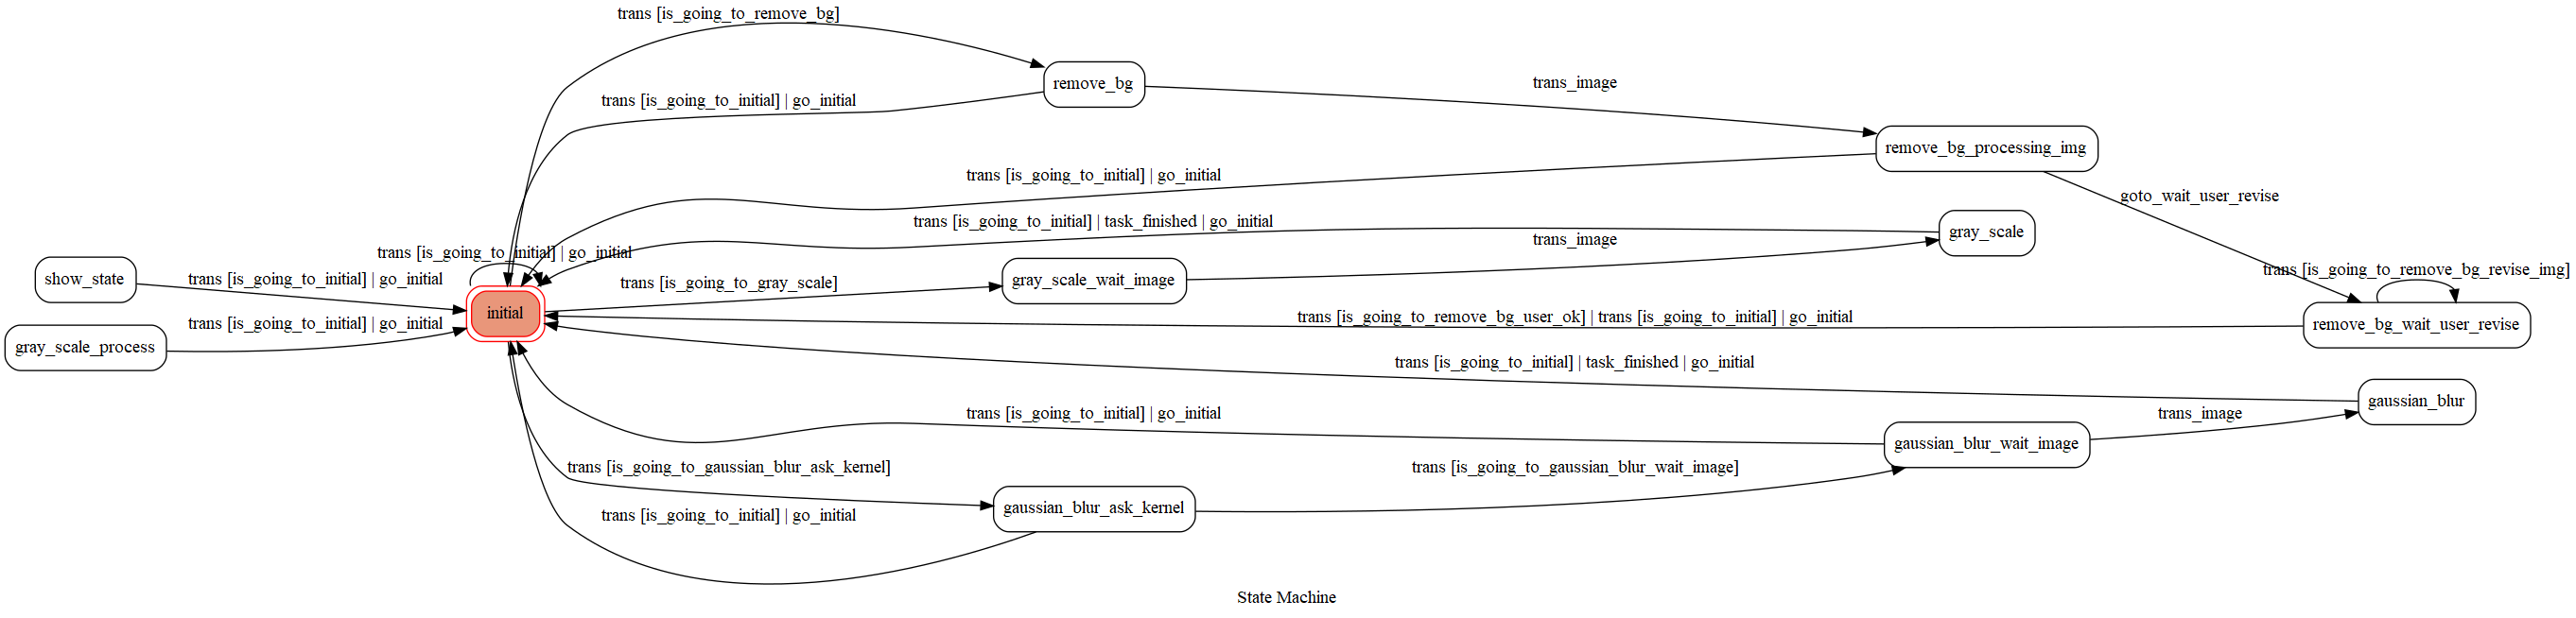 trans [is_going_to_remove_bg]
remove_bg
trans_image
trans [is_going_to_initial] | go_initial
remove_bg_processing_img
trans [is_going_to_initial] | go_initial
goto_wait_user_revise
trans [is_going_to_initial] | task_finished | go_initial
gray_scale
trans_image
trans [is_going_to_initial] | go_initial
trans [is_going_to_remove_bg_revise_img]
show_state
trans [is_going_to_initial] | go_initial
trans [is_going_to_gray_scale]
gray_scale_wait_image
initial
trans [is_going_to_remove_bg_user_ok] | trans [is_going_to_initial] | go_initial
remove_bg_wait_user_revise
trans [is_going_to_initial] | go_initial
gray_scale_process
trans [is_going_to_initial] | task_finished | go_initial
gaussian_blur
trans [is_going_to_initial] | go_initial
trans_image
gaussian_blur_wait_image
trans [is_going_to_gaussian_blur_ask_kernel]
trans [is_going_to_gaussian_blur_wait_image]
gaussian_blur_ask_kernel
trans [is_going_to_initial] | go_initial
State Machine